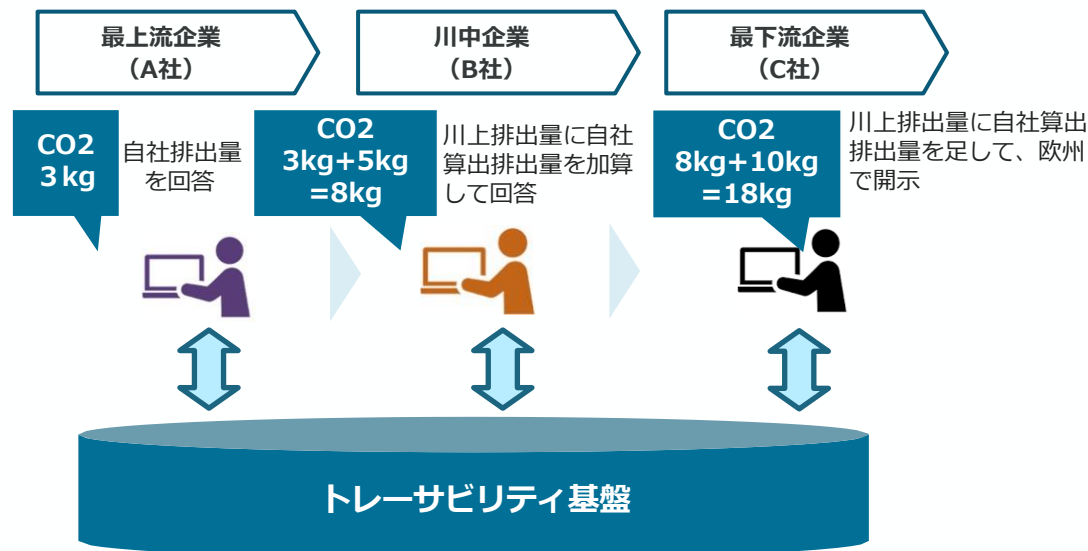 最上流企業
（A社）
川中企業
（B社）
最下流企業
（C社）
CO2
３kg
自社排出量
を回答
CO2
3kg+5kg
=8kg
川上排出量に自社
算出排出量を加算
して回答
CO2
8kg+10kg
=18kg
川上排出量に自社算出
排出量を足して、欧州
で開示
トレーサビリティ基盤